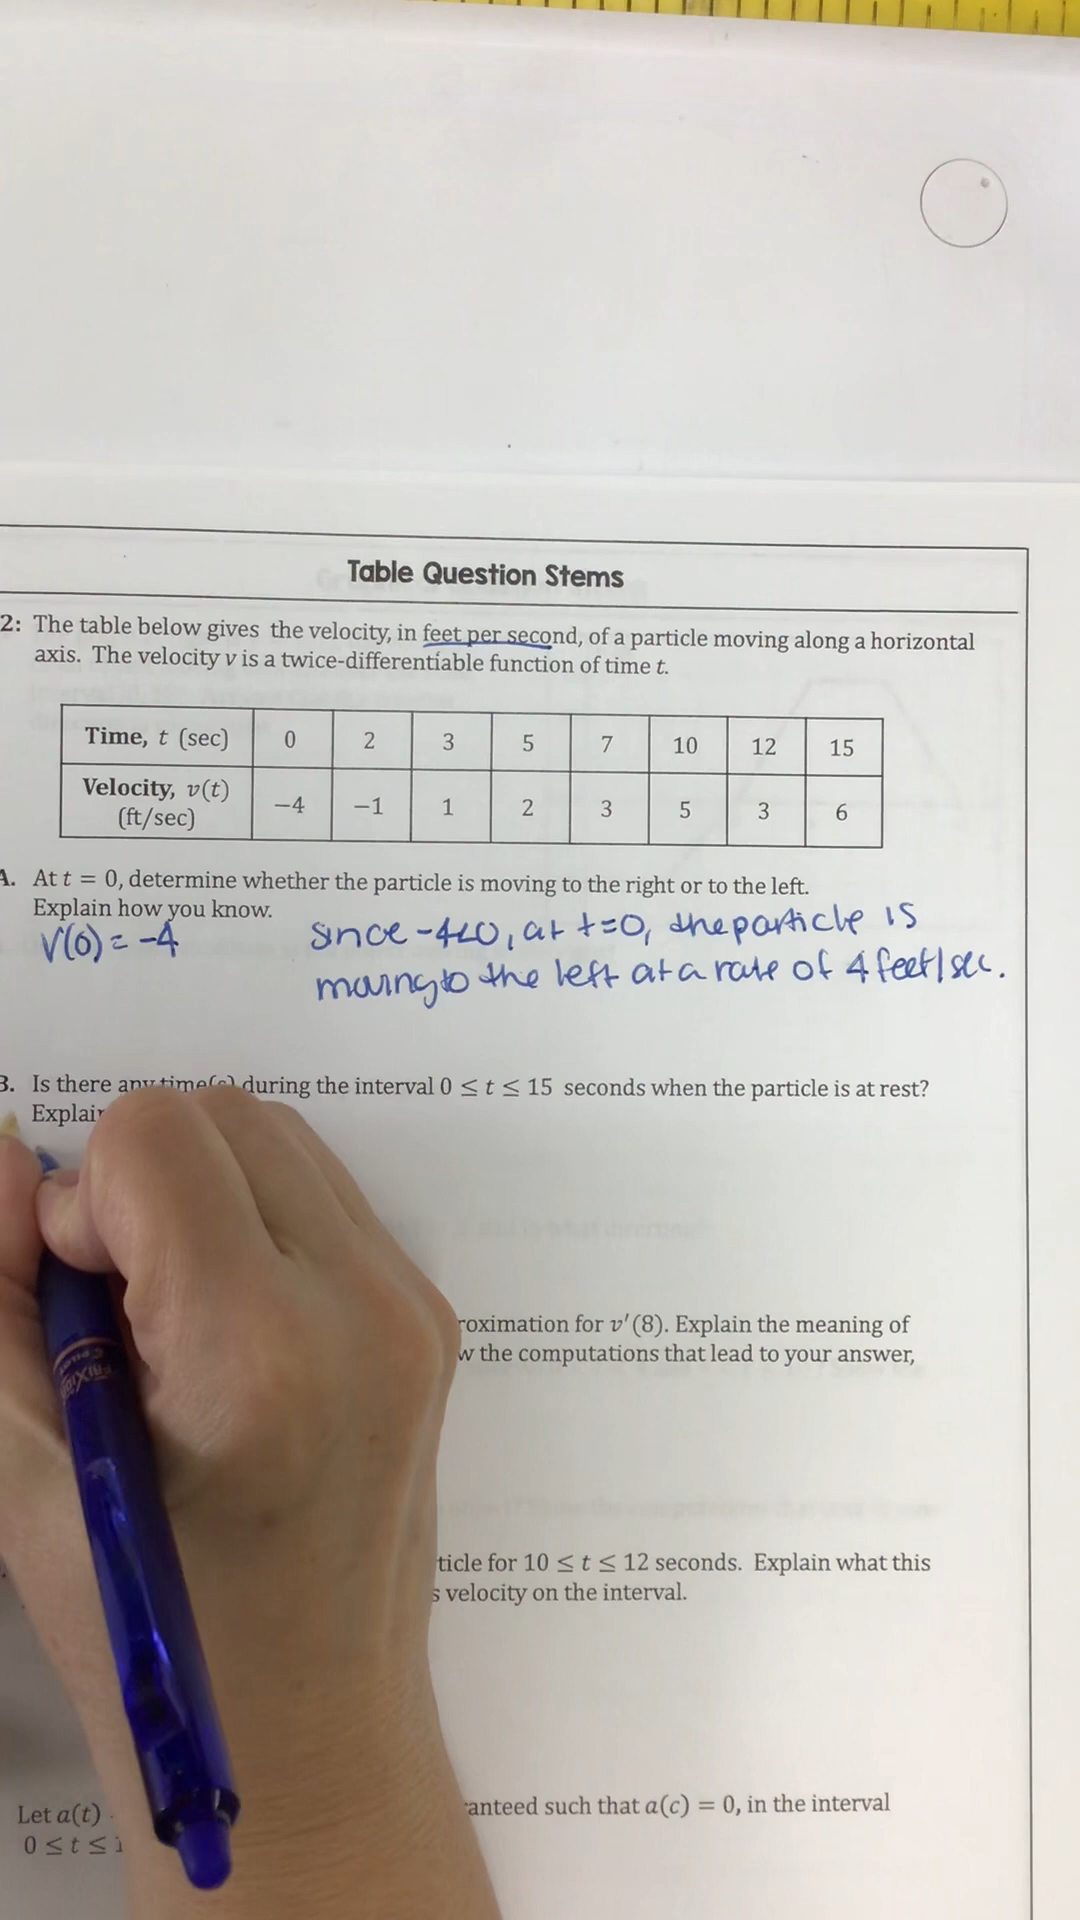 Table Question Stems
2: The table below gives the velocity, in feet per second, of a particle moving along a horizontal
axis. The velocity v is a twice-differentiable function of time t.
Time, t (sec) 0 2 3 5 7 10 12 15
Velocity, v(t)
(ft/sec) −4 −1 1 2 3 5 3 6
A. At t = 0, determine whether the particle is moving to the right or to the left.
Explain how you know.
V(0) = -4
since -4<0, at t=0, the particle is
moving to the left at a rate of 4 feet/sec.
B. Is there any time(s) during the interval 0 ≤ t ≤ 15 seconds when the particle is at rest?
Explain
roximation for v′(8). Explain the meaning of
w the computations that lead to your answer,
ticle for 10 ≤ t ≤ 12 seconds. Explain what this
s velocity on the interval.
Let a(t)
ranteed such that a(c) = 0, in the interval
0 ≤ t ≤ 1
FRIXION